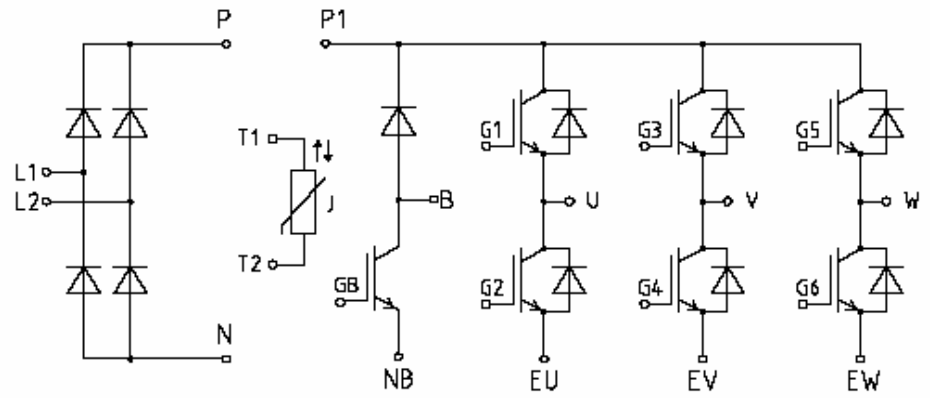 P P1
G1 G3 G5
T1
L1
L2 J B U V W
T2
GB G2 G4 G6
N
NB EU EV EW